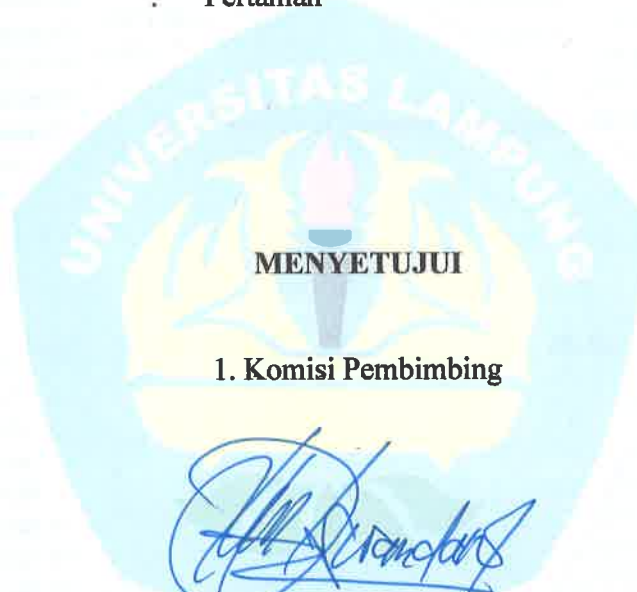 : Pertanian
UNIVERSITAS LAMPUNG
MENYETUJUI
1. Komisi Pembimbing